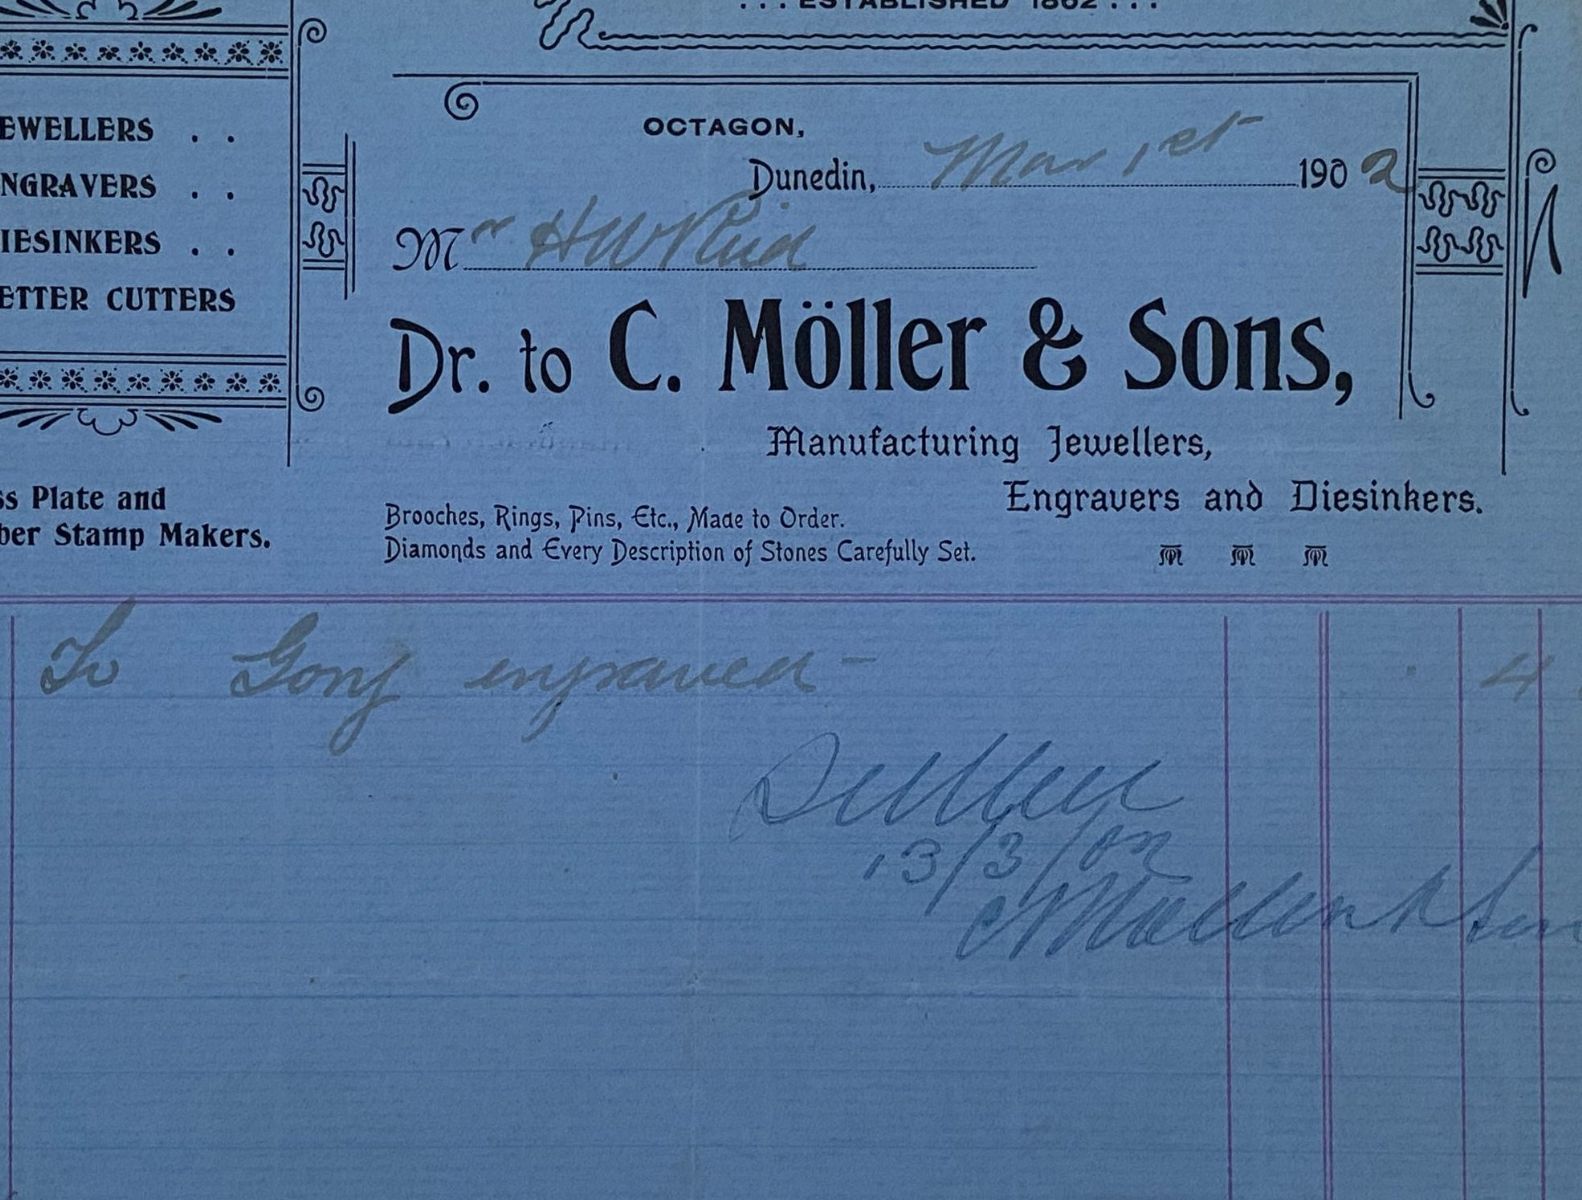 ... ESTABLISHED 1862 ...
EWELLERS . .
NGRAVERS . .
IESINKERS . .
ETTER CUTTERS
ss Plate and
ber Stamp Makers.
OCTAGON,
Dunedin, Mar 1st 1902
Mr H W Reid
Dr. to C. Möller & Sons,
Manufacturing Jewellers,
Engravers and Diesinkers.
Brooches, Rings, Pins, Etc., Made to Order.
Diamonds and Every Description of Stones Carefully Set.
To Gong engraved — 4
13/3/02
C Möller & Sons